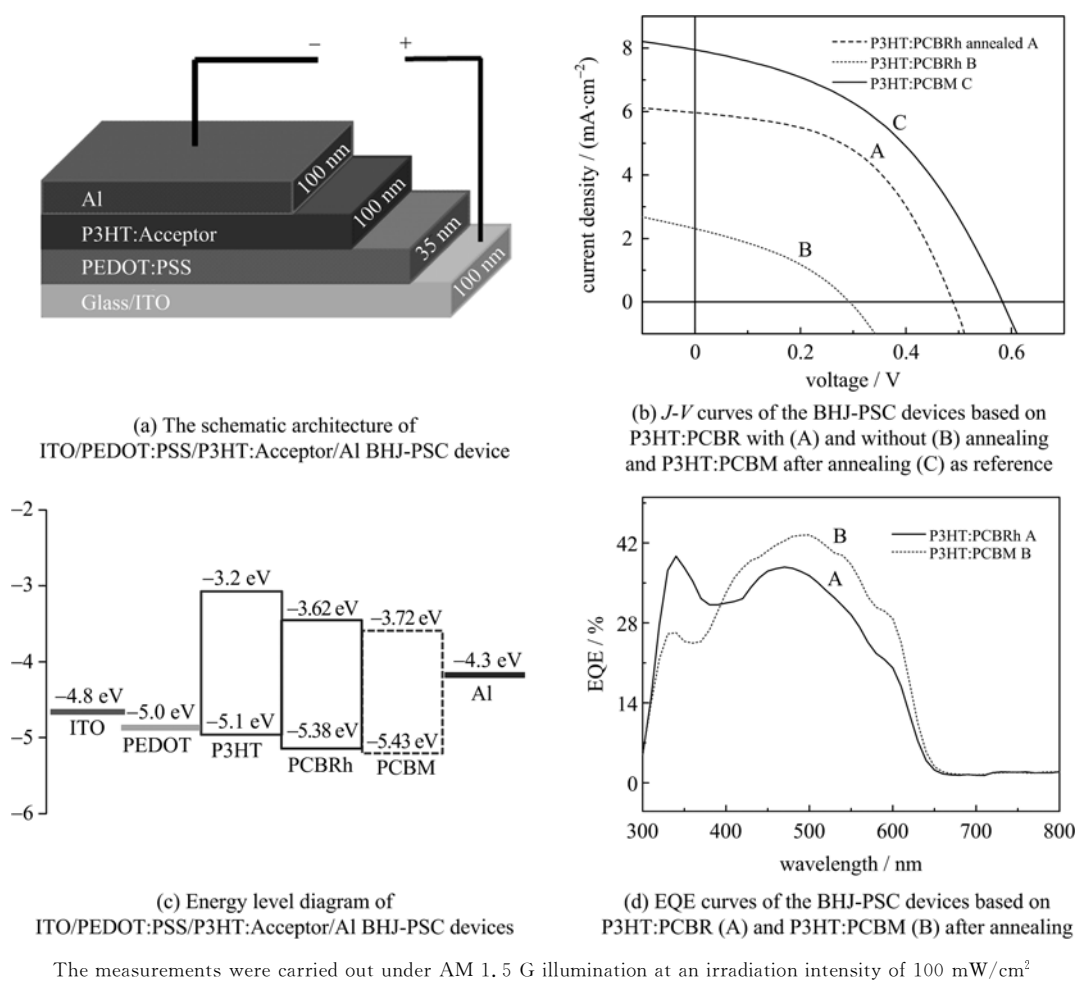 − +
Al
100 nm
P3HT:Acceptor
100 nm
PEDOT:PSS
35 nm
Glass/ITO
100 nm
(a) The schematic architecture of
ITO/PEDOT:PSS/P3HT:Acceptor/Al BHJ-PSC device
current density / (mA·cm⁻²)
8
6
4
2
0
P3HT:PCBRh annealed A
P3HT:PCBRh B
P3HT:PCBM C
C
A
B
0 0.2 0.4 0.6
voltage / V
(b) J-V curves of the BHJ-PSC devices based on
P3HT:PCBR with (A) and without (B) annealing
and P3HT:PCBM after annealing (C) as reference
−2
−3
−4
−5
−6
−3.2 eV
−3.62 eV
−3.72 eV
−4.3 eV
Al
−4.8 eV
ITO
−5.0 eV
PEDOT
−5.1 eV
P3HT
−5.38 eV
PCBRh
−5.43 eV
PCBM
(c) Energy level diagram of
ITO/PEDOT:PSS/P3HT:Acceptor/Al BHJ-PSC devices
EQE / %
42
28
14
0
P3HT:PCBRh A
P3HT:PCBM B
B
A
300 400 500 600 700 800
wavelength / nm
(d) EQE curves of the BHJ-PSC devices based on
P3HT:PCBR (A) and P3HT:PCBM (B) after annealing
The measurements were carried out under AM 1.5 G illumination at an irradiation intensity of 100 mW/cm²